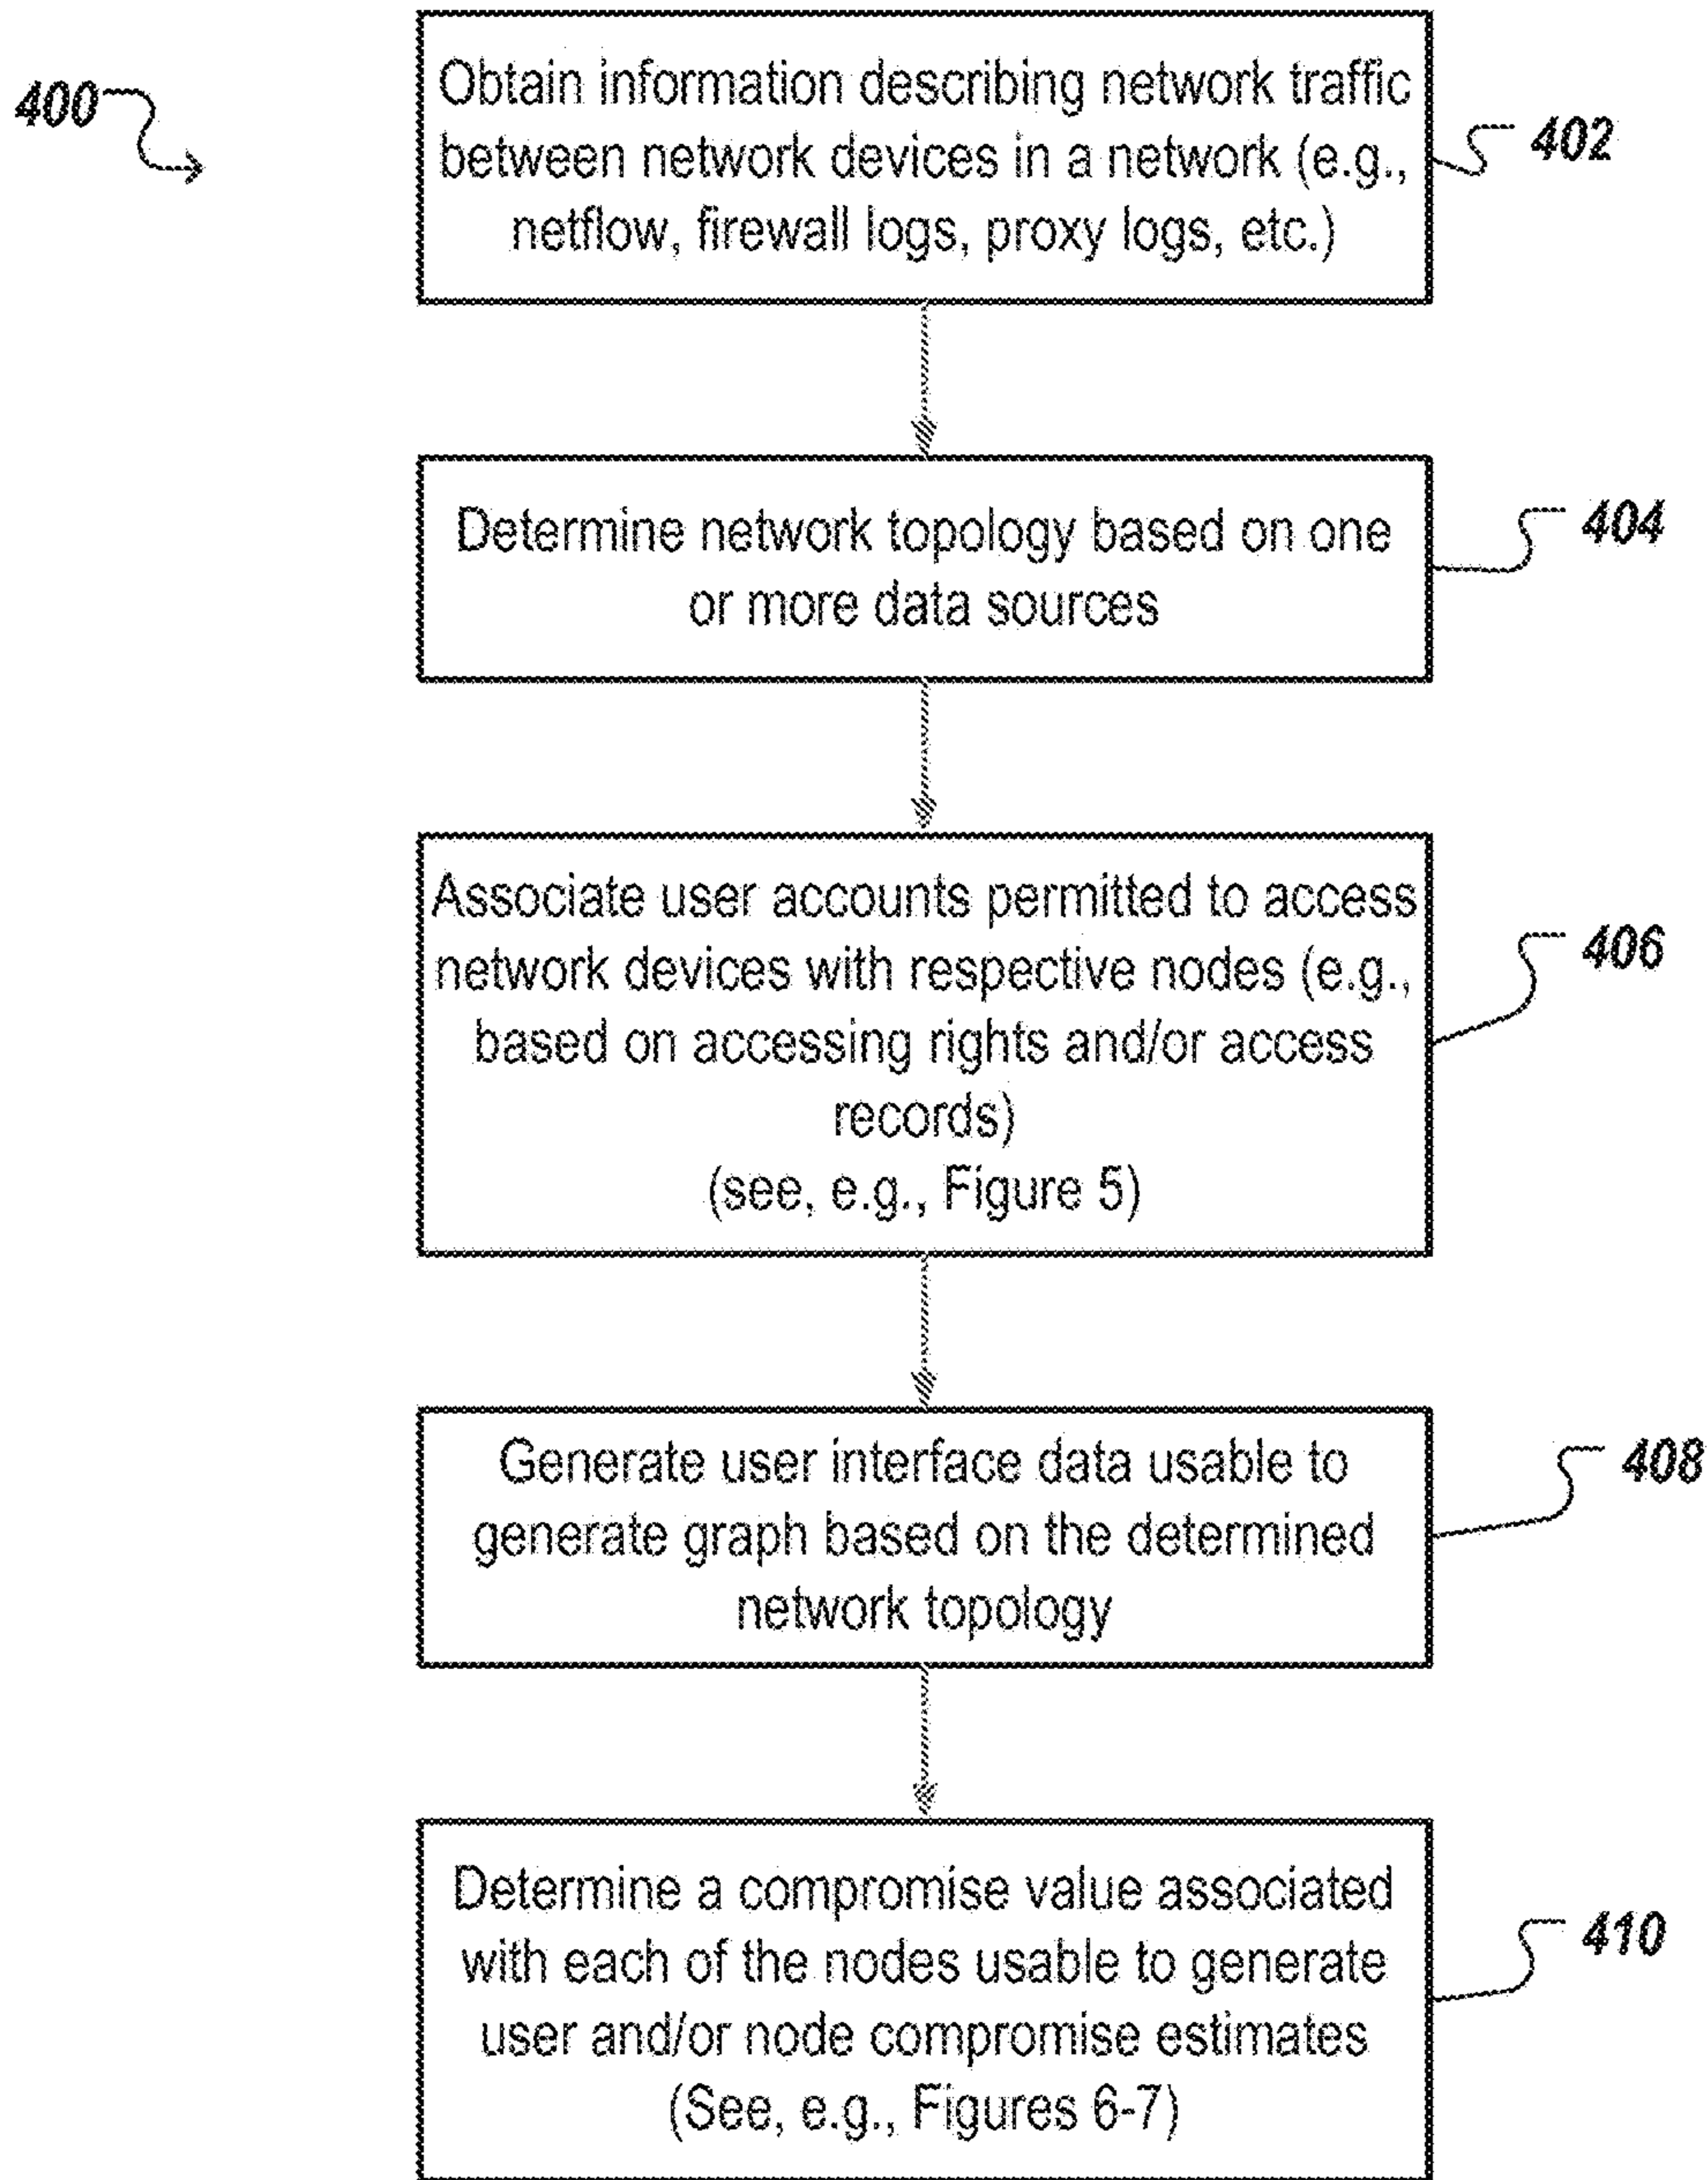 400
Obtain information describing network traffic
between network devices in a network (e.g.,
netflow, firewall logs, proxy logs, etc.)
402
Determine network topology based on one
or more data sources
404
Associate user accounts permitted to access
network devices with respective nodes (e.g.,
based on accessing rights and/or access
records)
(see, e.g., Figure 5)
406
Generate user interface data usable to
generate graph based on the determined
network topology
408
Determine a compromise value associated
with each of the nodes usable to generate
user and/or node compromise estimates
(See, e.g., Figures 6-7)
410